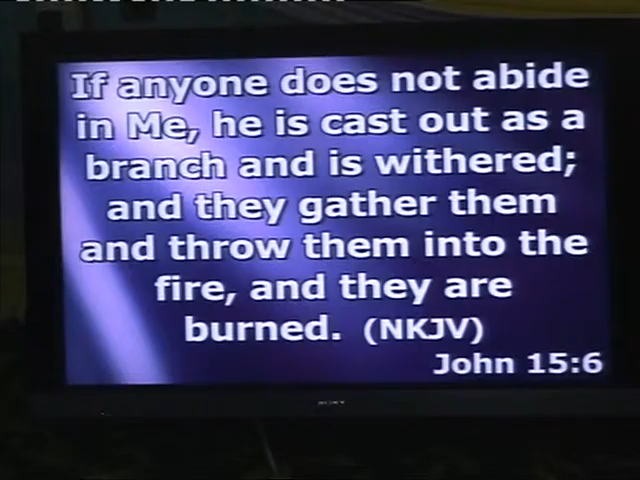 If anyone does not abide
in Me, he is cast out as a
branch and is withered;
and they gather them
and throw them into the
fire, and they are
burned. (NKJV)
John 15:6
SONY